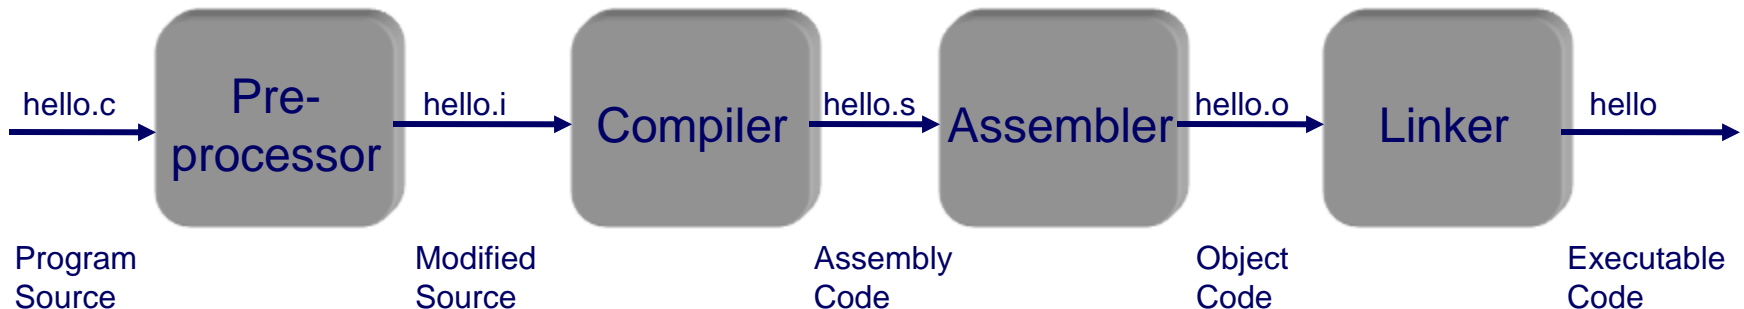 hello.c
Pre-
processor
hello.i
Compiler
hello.s
Assembler
hello.o
Linker
hello
Program
Source
Modified
Source
Assembly
Code
Object
Code
Executable
Code